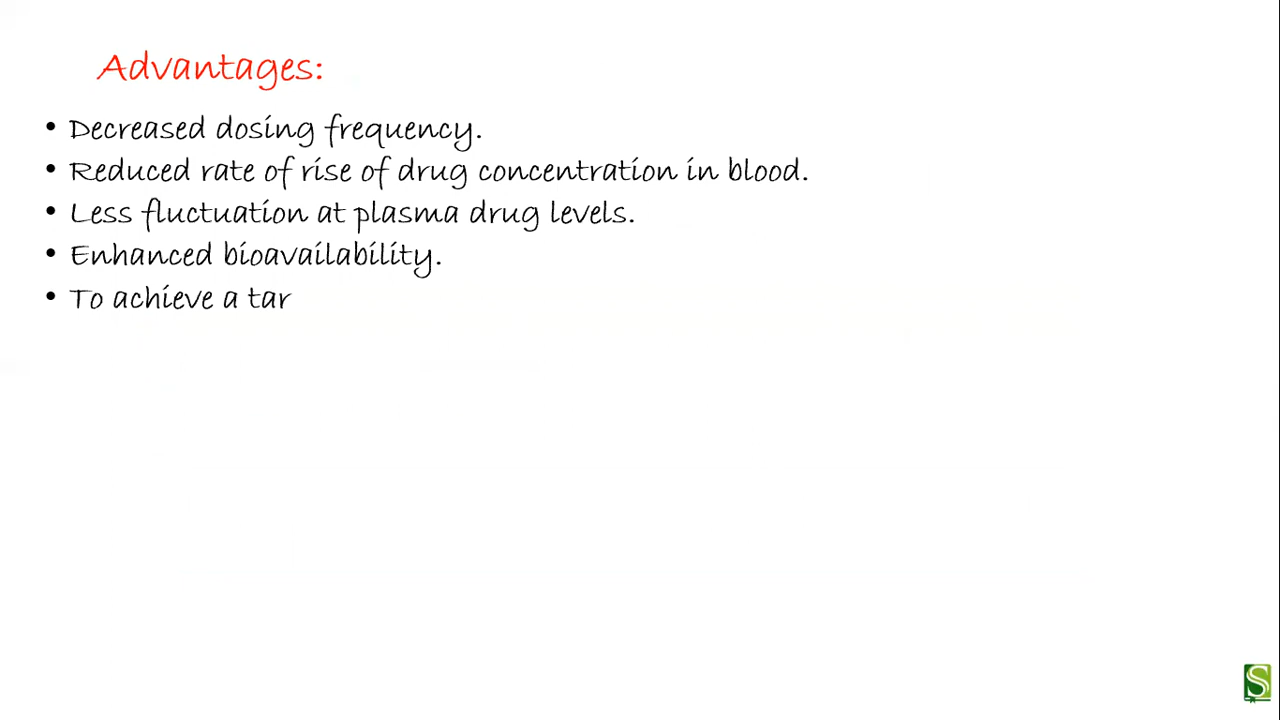 Advantages:
• Decreased dosing frequency.
• Reduced rate of rise of drug concentration in blood.
• Less fluctuation at plasma drug levels.
• Enhanced bioavailability.
• To achieve a tar
S